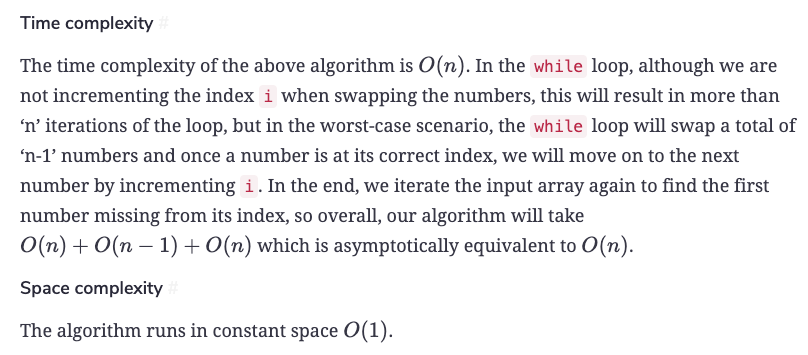 Time complexity #
The time complexity of the above algorithm is O(n). In the while loop, although we are
not incrementing the index i when swapping the numbers, this will result in more than
‘n’ iterations of the loop, but in the worst-case scenario, the while loop will swap a total of
‘n-1’ numbers and once a number is at its correct index, we will move on to the next
number by incrementing i. In the end, we iterate the input array again to find the first
number missing from its index, so overall, our algorithm will take
O(n) + O(n − 1) + O(n) which is asymptotically equivalent to O(n).
Space complexity #
The algorithm runs in constant space O(1).